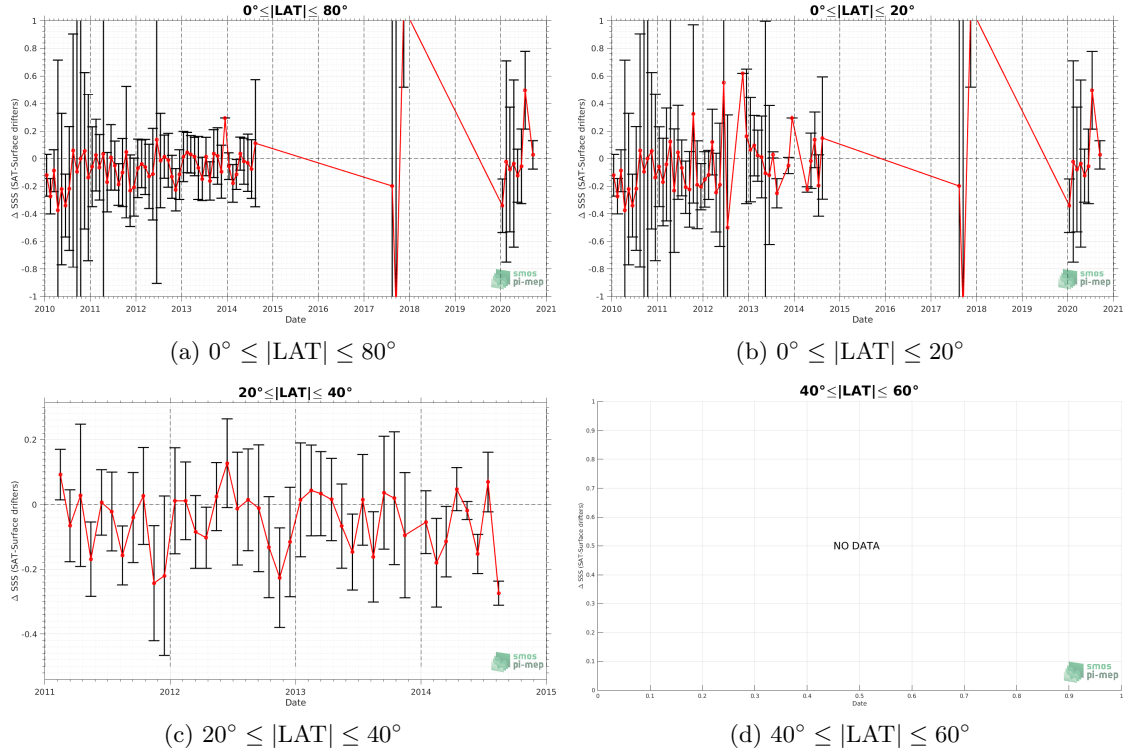 0°≤|LAT|≤ 80°
Δ SSS (SAT-Surface drifters)
1
0.8
0.6
0.4
0.2
0
-0.2
-0.4
-0.6
-0.8
-1
2010 2011 2012 2013 2014 2015 2016 2017 2018 2019 2020 2021
Date
smos
pi-mep
(a) 0° ≤ |LAT| ≤ 80°
0°≤|LAT|≤ 20°
Δ SSS (SAT-Surface drifters)
1
0.8
0.6
0.4
0.2
0
-0.2
-0.4
-0.6
-0.8
-1
2010 2011 2012 2013 2014 2015 2016 2017 2018 2019 2020 2021
Date
smos
pi-mep
(b) 0° ≤ |LAT| ≤ 20°
20°≤|LAT|≤ 40°
Δ SSS (SAT-Surface drifters)
0.2
0
-0.2
-0.4
2011 2012 2013 2014 2015
Date
smos
pi-mep
(c) 20° ≤ |LAT| ≤ 40°
40°≤|LAT|≤ 60°
Δ SSS (SAT-Surface drifters)
1
0.9
0.8
0.7
0.6
0.5
0.4
0.3
0.2
0.1
0
NO DATA
0 0.1 0.2 0.3 0.4 0.5 0.6 0.7 0.8 0.9 1
Date
smos
pi-mep
(d) 40° ≤ |LAT| ≤ 60°